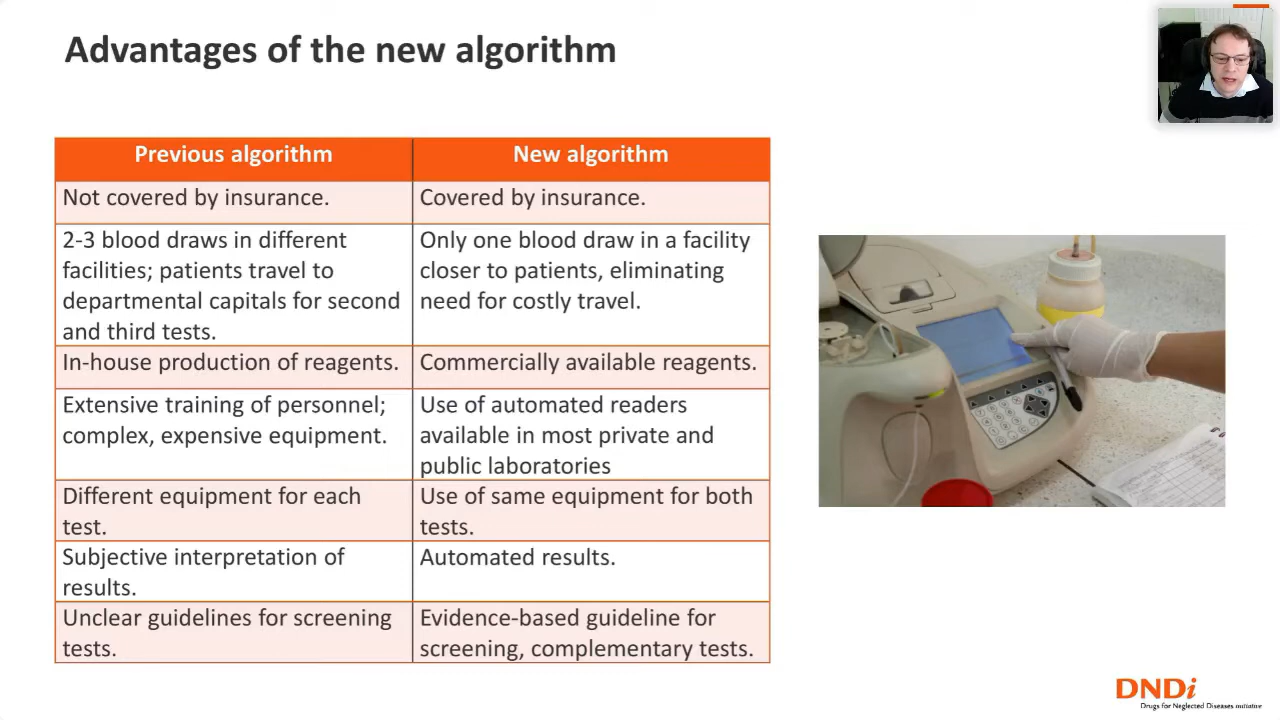 Advantages of the new algorithm
Previous algorithm
New algorithm
Not covered by insurance.
Covered by insurance.
2-3 blood draws in different
facilities; patients travel to
departmental capitals for second
and third tests.
Only one blood draw in a facility
closer to patients, eliminating
need for costly travel.
In-house production of reagents.
Commercially available reagents.
Extensive training of personnel;
complex, expensive equipment.
Use of automated readers
available in most private and
public laboratories
Different equipment for each
test.
Use of same equipment for both
tests.
Subjective interpretation of
results.
Automated results.
Unclear guidelines for screening
tests.
Evidence-based guideline for
screening, complementary tests.
DNDi
Drugs for Neglected Diseases initiative